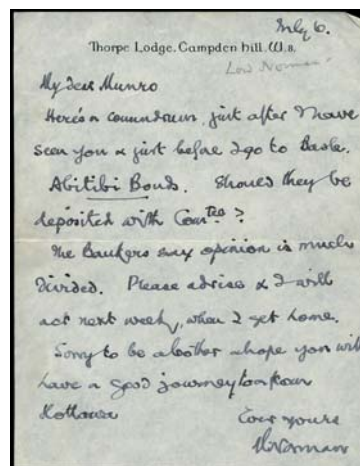 July 6.
Thorpe Lodge. Campden Hill. W.8.
Lord Norman
My dear Munro
Here's a conundrum just after I have
seen you & just before I go to Basle.
Abitibi Bonds. Should they be
deposited with Comtee?
The Bankers say opinion is much
divided. Please advise & I will
act next week, when I get home.
Sorry to be a bother & hope you will
have a good journey
Ever yours
Norman